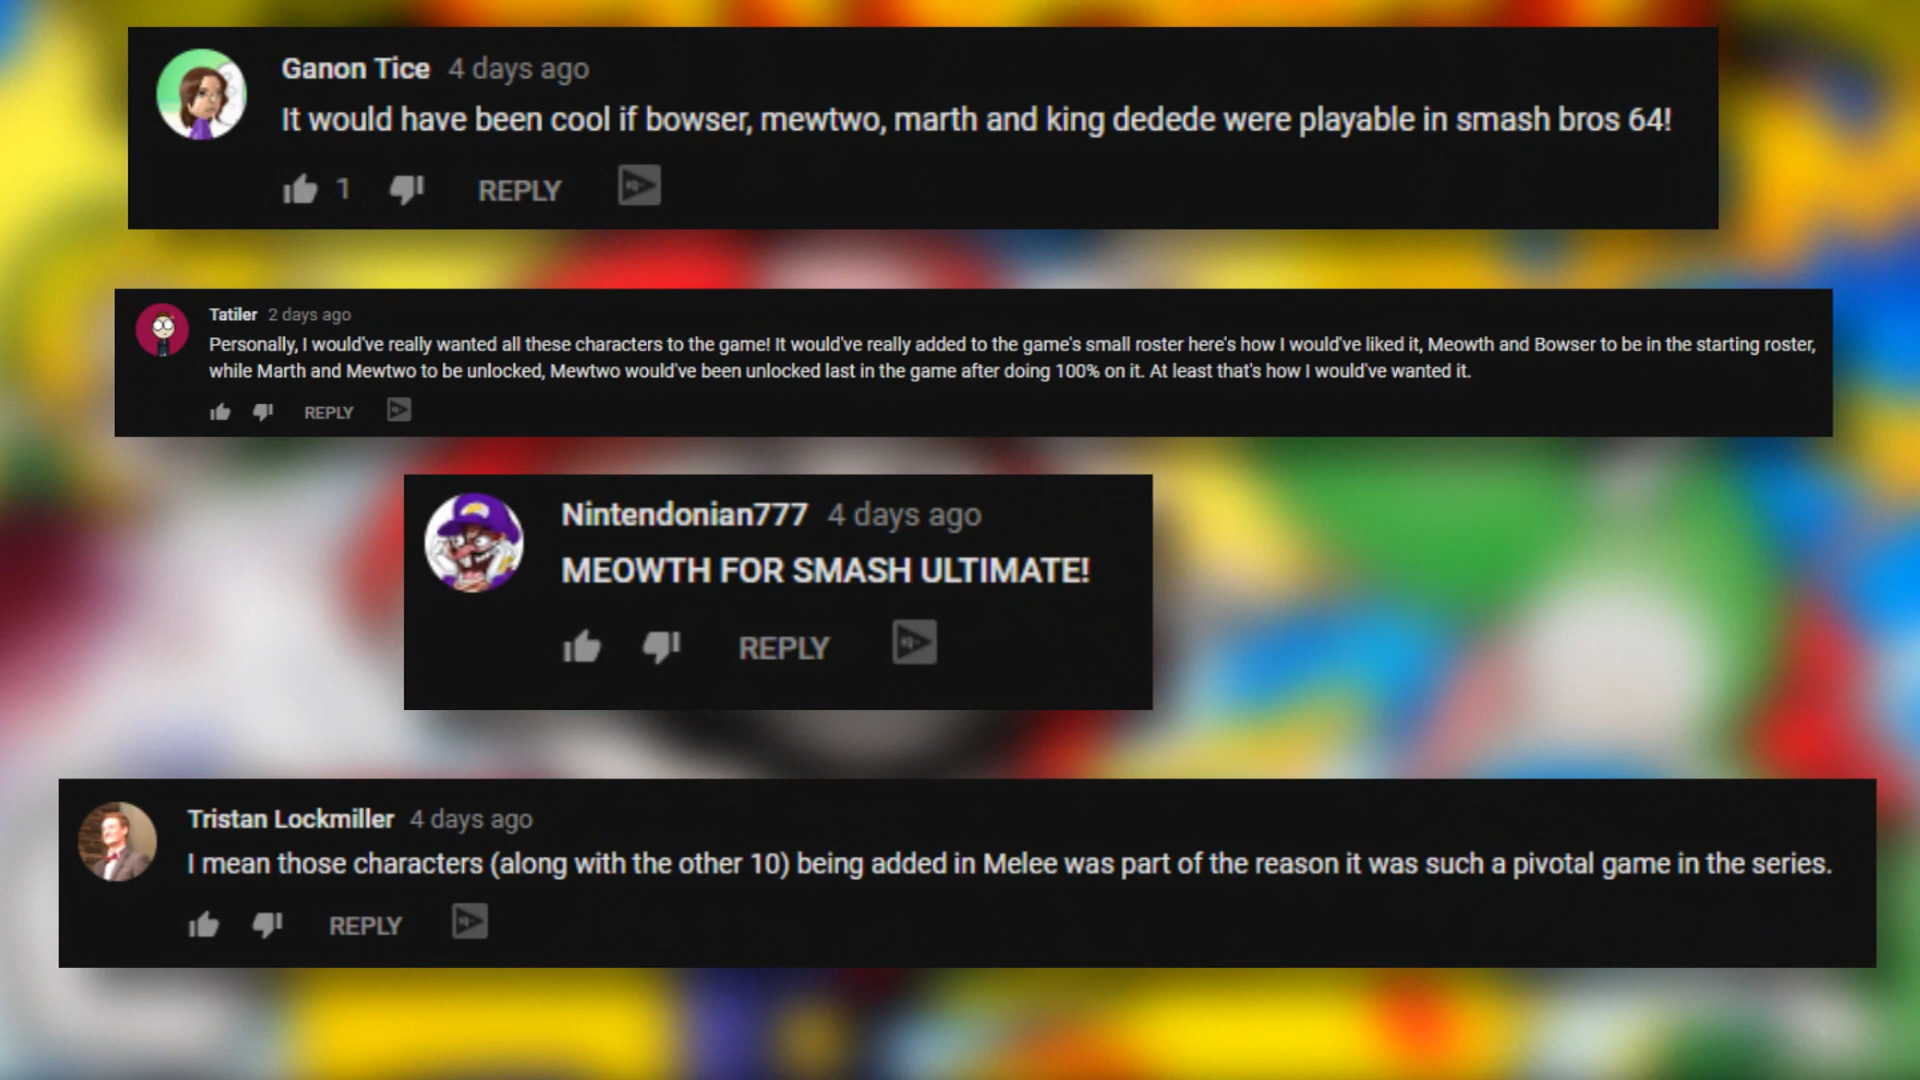 Ganon Tice 4 days ago
It would have been cool if bowser, mewtwo, marth and king dedede were playable in smash bros 64!
1 REPLY
Tatiler 2 days ago
Personally, I would've really wanted all these characters to the game! It would've really added to the game's small roster here's how I would've liked it, Meowth and Bowser to be in the starting roster,
while Marth and Mewtwo to be unlocked, Mewtwo would've been unlocked last in the game after doing 100% on it. At least that's how I would've wanted it.
REPLY
Nintendonian777 4 days ago
MEOWTH FOR SMASH ULTIMATE!
REPLY
Tristan Lockmiller 4 days ago
I mean those characters (along with the other 10) being added in Melee was part of the reason it was such a pivotal game in the series.
REPLY